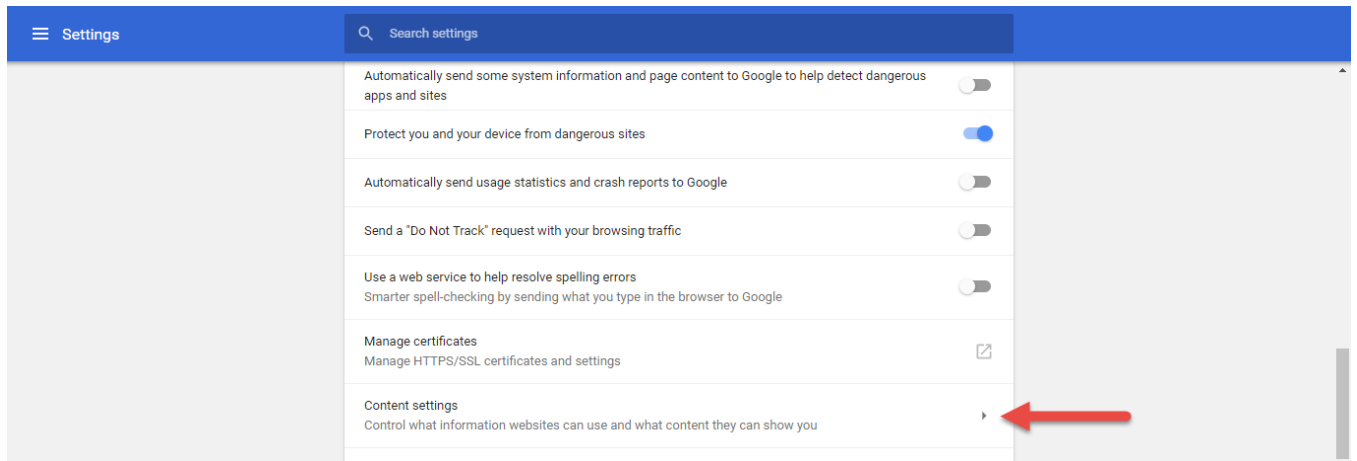 Settings
Search settings
Automatically send some system information and page content to Google to help detect dangerous
apps and sites
Protect you and your device from dangerous sites
Automatically send usage statistics and crash reports to Google
Send a "Do Not Track" request with your browsing traffic
Use a web service to help resolve spelling errors
Smarter spell-checking by sending what you type in the browser to Google
Manage certificates
Manage HTTPS/SSL certificates and settings
Content settings
Control what information websites can use and what content they can show you